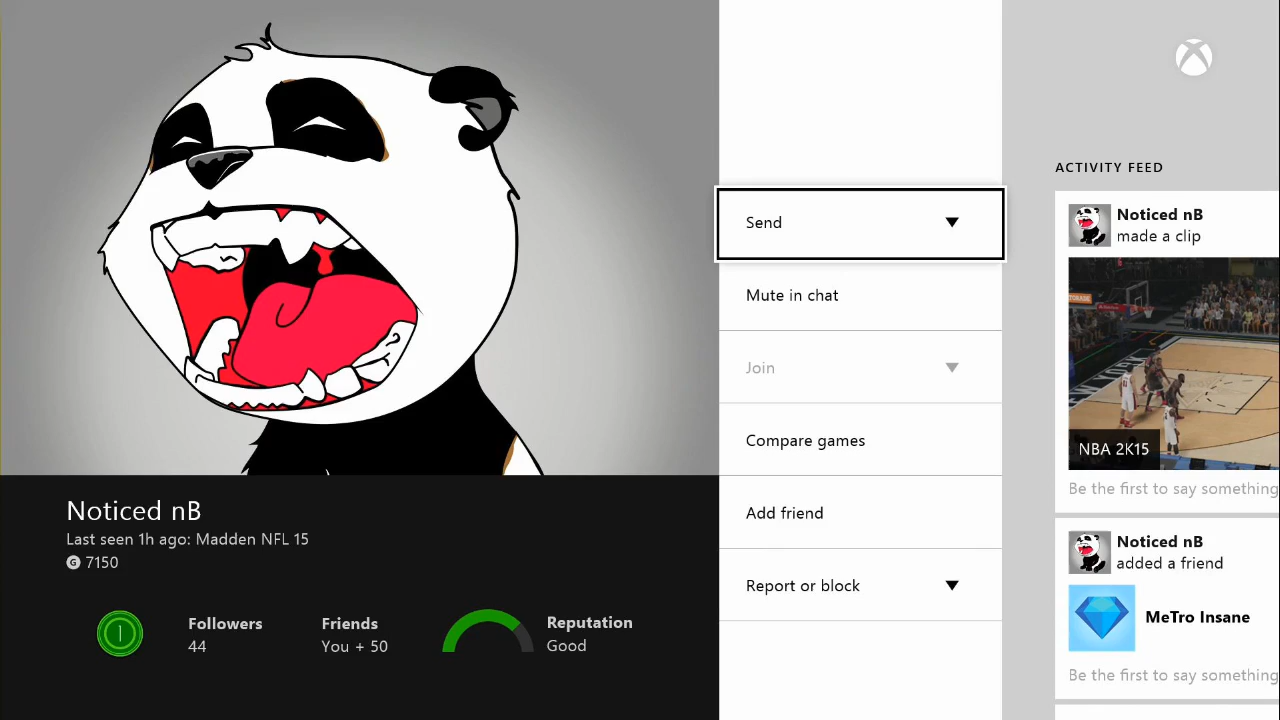 Noticed nB
Last seen 1h ago: Madden NFL 15
G 7150
Followers
44
Friends
You + 50
Reputation
Good
Send
Mute in chat
Join
Compare games
Add friend
Report or block
ACTIVITY FEED
Noticed nB
made a clip
NBA 2K15
Be the first to say something
Noticed nB
added a friend
MeTro Insane
Be the first to say something